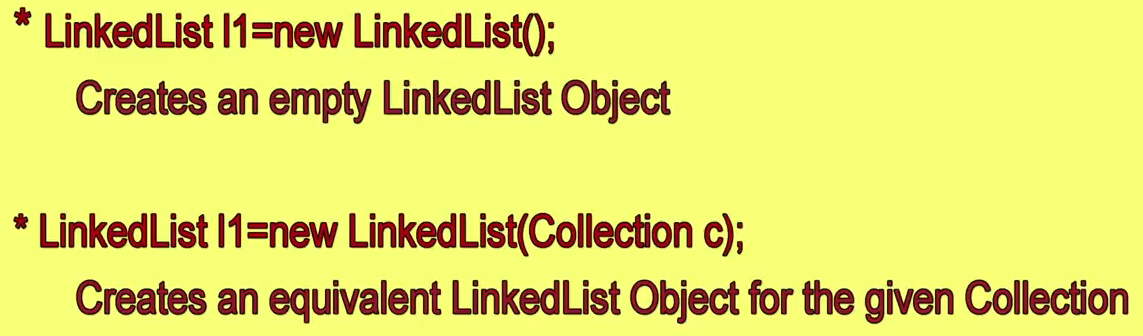 * LinkedList l1=new LinkedList();
Creates an empty LinkedList Object
* LinkedList l1=new LinkedList(Collection c);
Creates an equivalent LinkedList Object for the given Collection